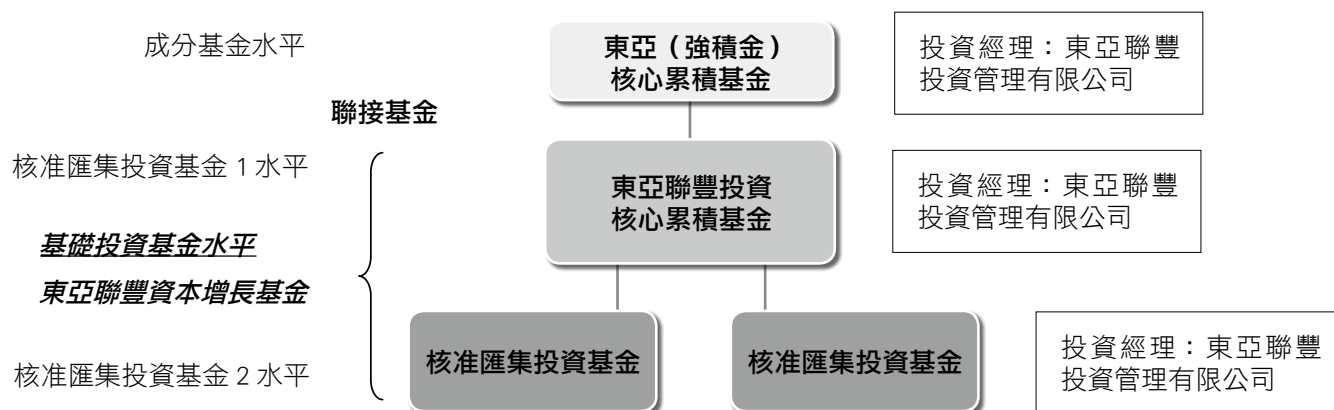 成分基金水平
東亞（強積金）
核心累積基金
投資經理：東亞聯豐
投資管理有限公司
聯接基金
核准匯集投資基金 1 水平
東亞聯豐投資
核心累積基金
投資經理：東亞聯豐
投資管理有限公司
基礎投資基金水平
東亞聯豐資本增長基金
核准匯集投資基金 2 水平
核准匯集投資基金
核准匯集投資基金
投資經理：東亞聯豐
投資管理有限公司